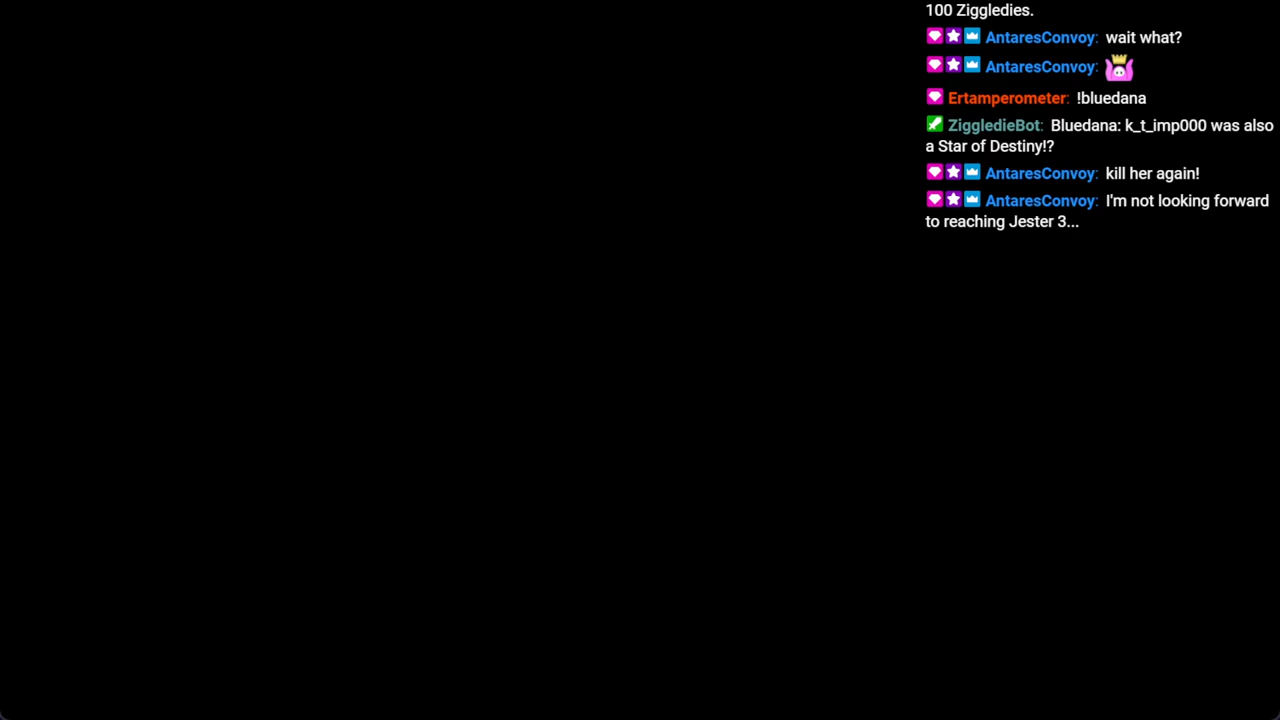 100 Ziggledies.
AntaresConvoy: wait what?
AntaresConvoy:
Ertamperometer: !bluedana
ZiggledieBot: Bluedana: k_t_imp000 was also
a Star of Destiny!?
AntaresConvoy: kill her again!
AntaresConvoy: I'm not looking forward
to reaching Jester 3...